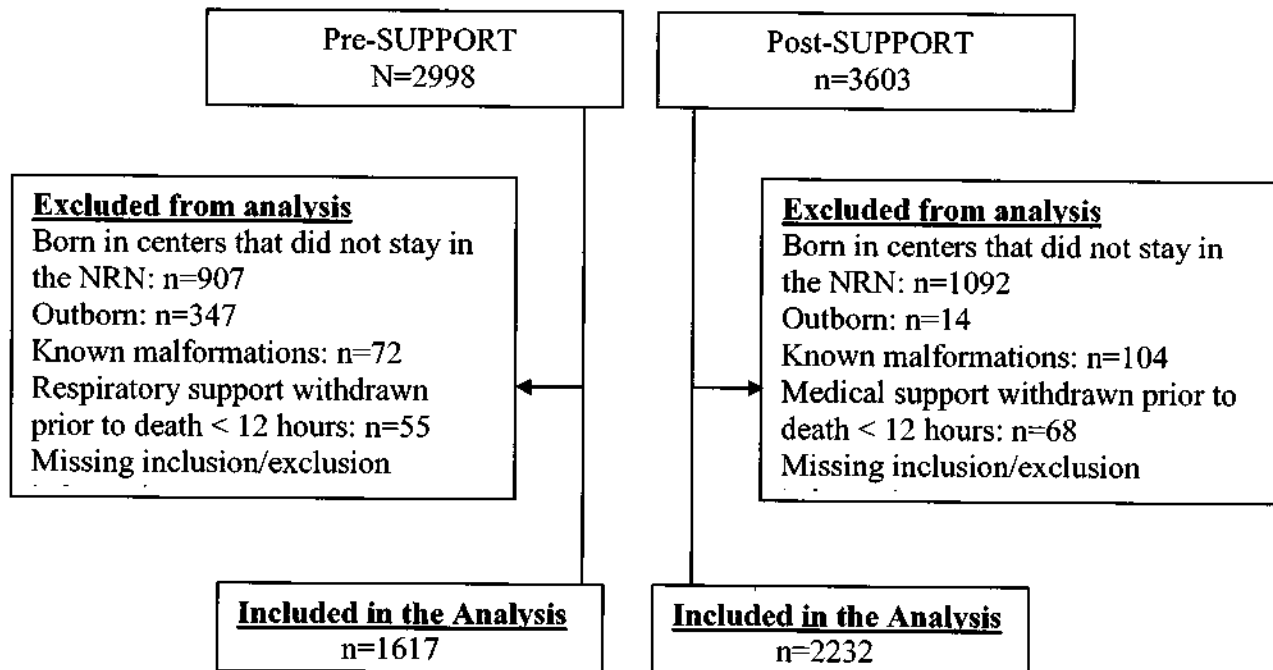 Pre-SUPPORT
N=2998
Post-SUPPORT
n=3603
Excluded from analysis
Born in centers that did not stay in
the NRN: n=907
Outborn: n=347
Known malformations: n=72
Respiratory support withdrawn
prior to death < 12 hours: n=55
Missing inclusion/exclusion
Excluded from analysis
Born in centers that did not stay in
the NRN: n=1092
Outborn: n=14
Known malformations: n=104
Medical support withdrawn prior to
death < 12 hours: n=68
Missing inclusion/exclusion
Included in the Analysis
n=1617
Included in the Analysis
n=2232